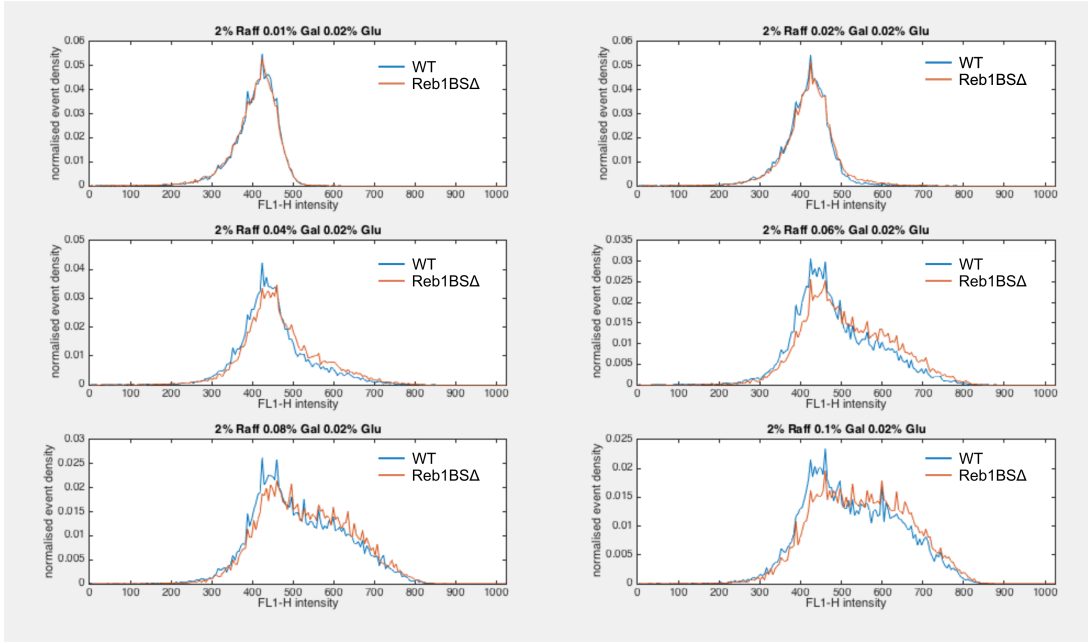 2% Raff 0.01% Gal 0.02% Glu
normalised event density
0.06
0.05
0.04
0.03
0.02
0.01
0
WT
Reb1BSΔ
0 100 200 300 400 500 600 700 800 900 1000
FL1-H intensity
2% Raff 0.02% Gal 0.02% Glu
normalised event density
0.06
0.05
0.04
0.03
0.02
0.01
0
WT
Reb1BSΔ
0 100 200 300 400 500 600 700 800 900 1000
FL1-H intensity
2% Raff 0.04% Gal 0.02% Glu
normalised event density
0.05
0.04
0.03
0.02
0.01
0
WT
Reb1BSΔ
0 100 200 300 400 500 600 700 800 900 1000
FL1-H intensity
2% Raff 0.06% Gal 0.02% Glu
normalised event density
0.035
0.03
0.025
0.02
0.015
0.01
0.005
0
WT
Reb1BSΔ
0 100 200 300 400 500 600 700 800 900 1000
FL1-H intensity
2% Raff 0.08% Gal 0.02% Glu
normalised event density
0.03
0.025
0.02
0.015
0.01
0.005
0
WT
Reb1BSΔ
0 100 200 300 400 500 600 700 800 900 1000
FL1-H intensity
2% Raff 0.1% Gal 0.02% Glu
normalised event density
0.025
0.02
0.015
0.01
0.005
0
WT
Reb1BSΔ
0 100 200 300 400 500 600 700 800 900 1000
FL1-H intensity